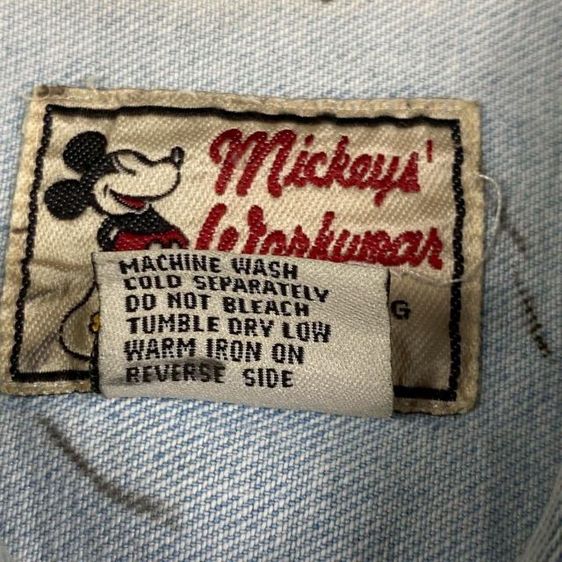 Mickeys'
Workwear
G
MACHINE WASH
COLD SEPARATELY
DO NOT BLEACH
TUMBLE DRY LOW
WARM IRON ON
REVERSE SIDE